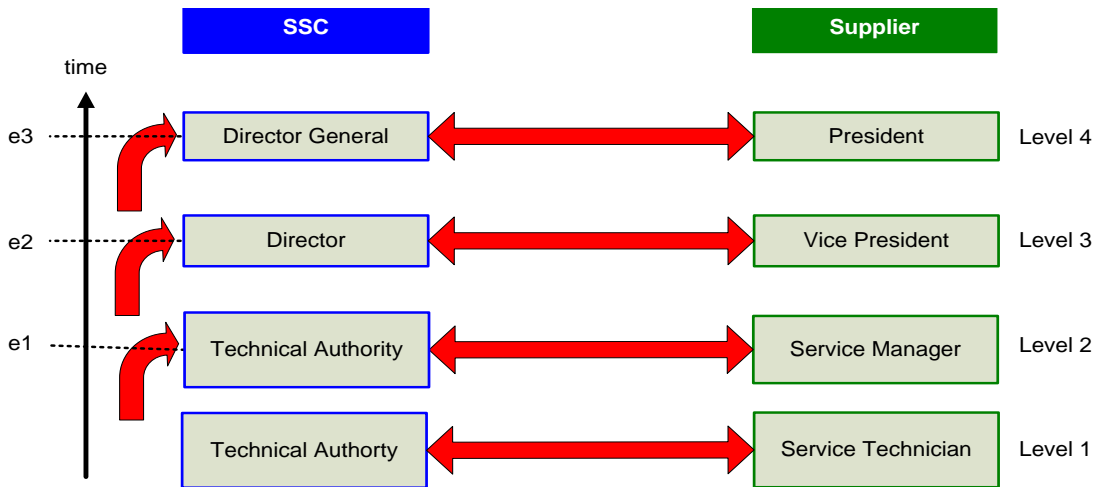 SSC Supplier
time
e3 Director General President Level 4
e2 Director Vice President Level 3
e1 Technical Authority Service Manager Level 2
Technical Authorty Service Technician Level 1